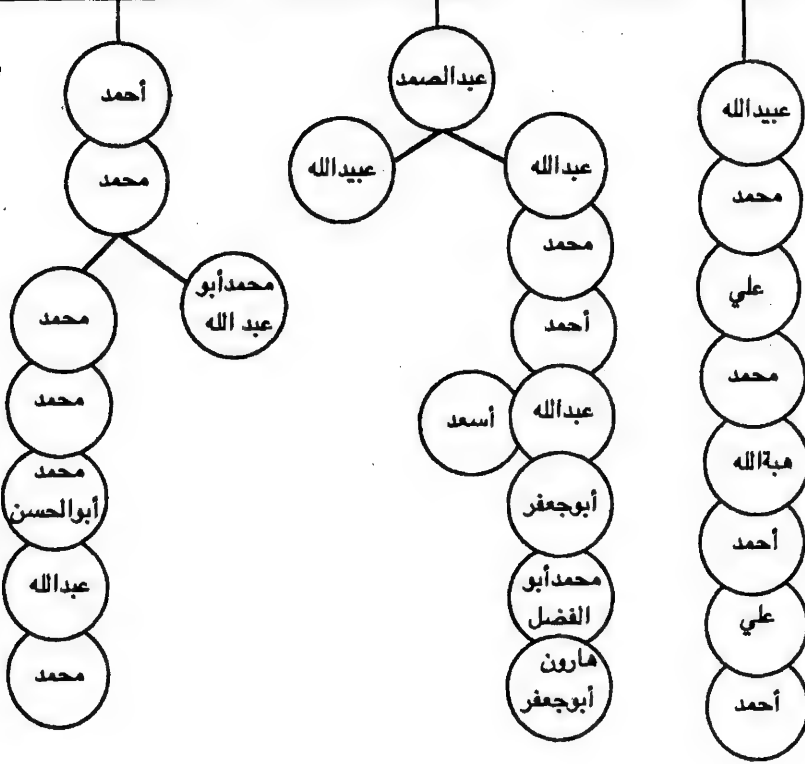 عبيدالله
محمد
علي
محمد
هبةالله
أحمد
علي
أحمد
عبدالصمد
عبدالله
عبيدالله
محمد
أحمد
عبدالله
أسعد
أبوجعفر
محمدأبو
الفضل
هارون
أبوجعفر
أحمد
محمد
محمدأبو
عبد الله
محمد
محمد
محمد
أبوالحسن
عبدالله
محمد